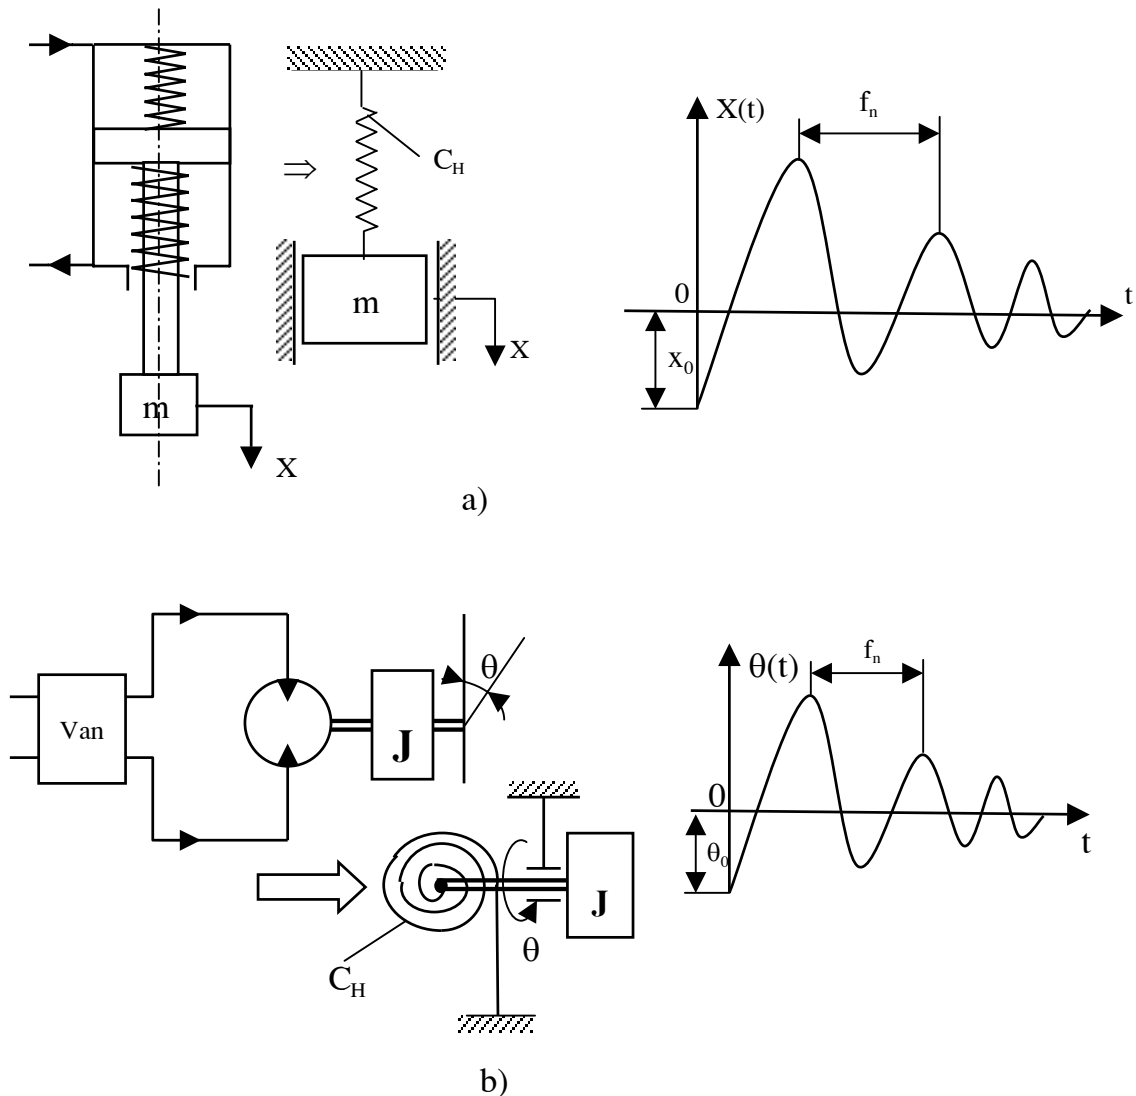 C_H
m
X
m
X
X(t)
f_n
0
t
x_0
a)
Van
J
θ
J
θ
C_H
θ(t)
f_n
0
θ_0
t
b)